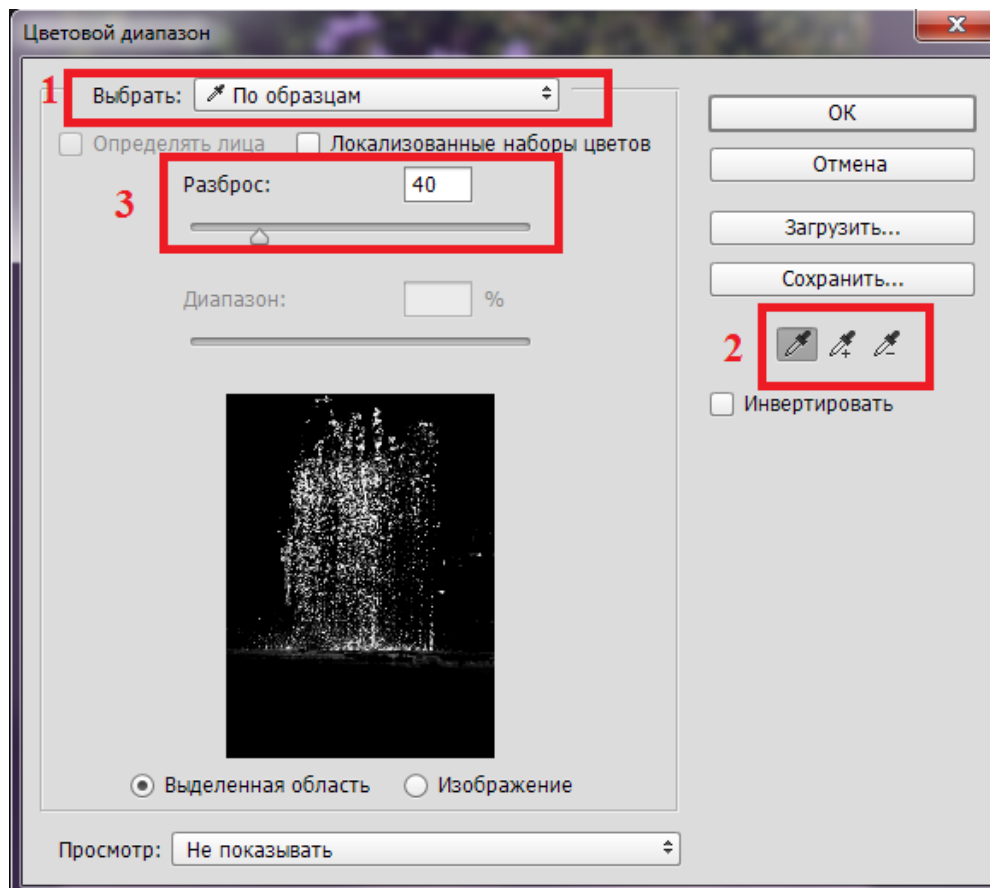 Цветовой диапазон
x
1
Выбрать: По образцам
Определять лица Локализованные наборы цветов
3
Разброс: 40
Диапазон: %
Выделенная область Изображение
Просмотр: Не показывать
ОК
Отмена
Загрузить...
Сохранить...
2
Инвертировать